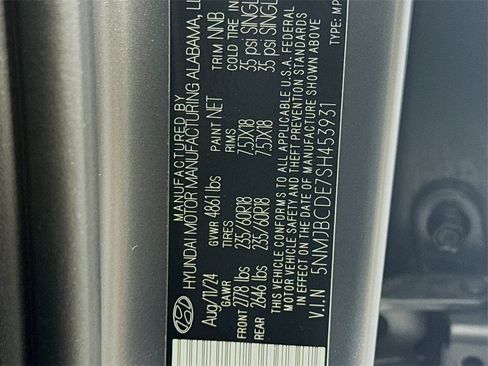 MANUFACTURED BY
HYUNDAI MOTOR MANUFACTURING ALABAMA,
Aug/11/24 GVWR 4861 lbs PAINT NET TRIM NNB
GAWR TIRES RIMS COLD TIRE
FRONT 2778 lbs 235/60R18 7.5JX18 35 psi SINGL
REAR 2646 lbs 235/60R18 7.5JX18 35 psi SINGL
THIS VEHICLE CONFORMS TO ALL APPLICABLE U.S.A. FEDERAL
MOTOR VEHICLE SAFETY AND THEFT PREVENTION STANDARDS
IN EFFECT ON THE DATE OF MANUFACTURE SHOWN ABOVE
V.I.N 5NMJBCDE7SH453931 TYPE: MP